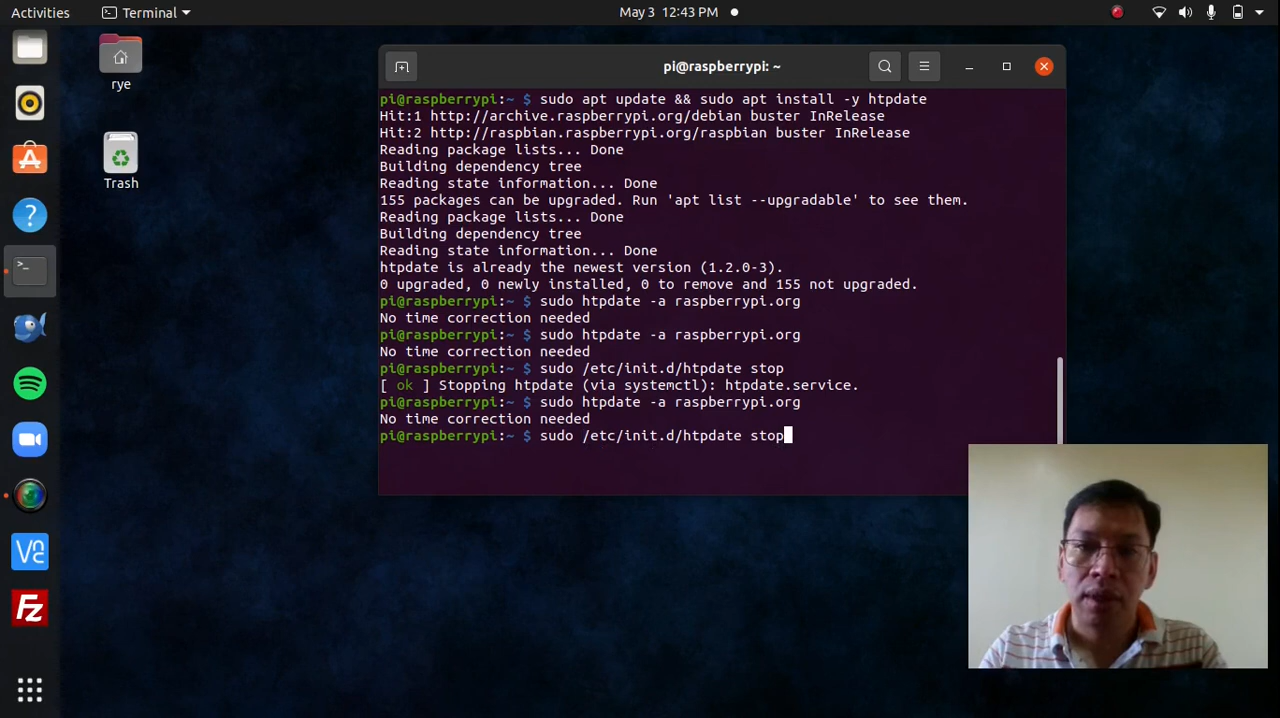 Activities
Terminal
May 3 12:43 PM
rye
Trash
pi@raspberrypi: ~
pi@raspberrypi:~ $ sudo apt update && sudo apt install -y htpdate
Hit:1 http://archive.raspberrypi.org/debian buster InRelease
Hit:2 http://raspbian.raspberrypi.org/raspbian buster InRelease
Reading package lists... Done
Building dependency tree
Reading state information... Done
155 packages can be upgraded. Run 'apt list --upgradable' to see them.
Reading package lists... Done
Building dependency tree
Reading state information... Done
htpdate is already the newest version (1.2.0-3).
0 upgraded, 0 newly installed, 0 to remove and 155 not upgraded.
pi@raspberrypi:~ $ sudo htpdate -a raspberrypi.org
No time correction needed
pi@raspberrypi:~ $ sudo htpdate -a raspberrypi.org
No time correction needed
pi@raspberrypi:~ $ sudo /etc/init.d/htpdate stop
[ ok ] Stopping htpdate (via systemctl): htpdate.service.
pi@raspberrypi:~ $ sudo htpdate -a raspberrypi.org
No time correction needed
pi@raspberrypi:~ $ sudo /etc/init.d/htpdate stop